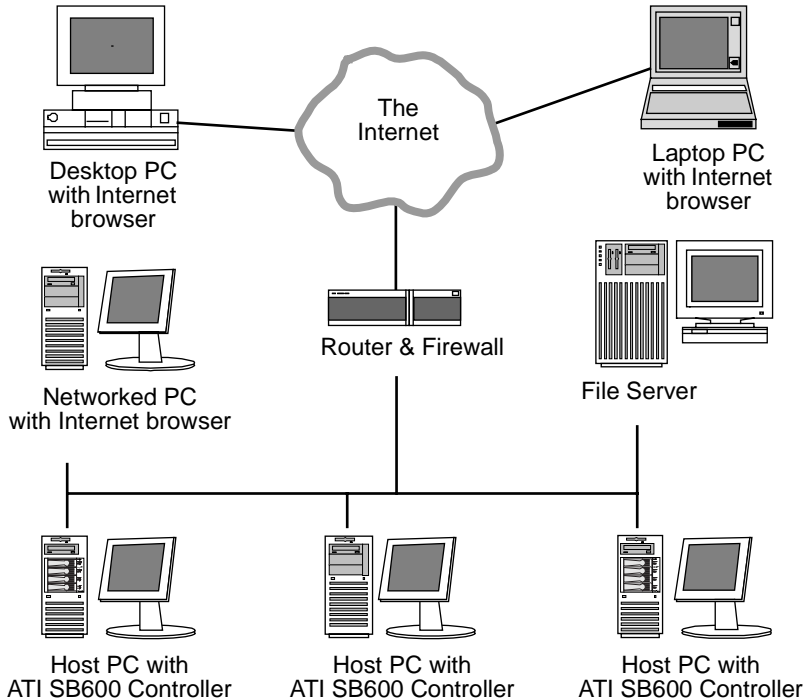 The
Internet
Desktop PC
with Internet
browser
Laptop PC
with Internet
browser
Router & Firewall
Networked PC
with Internet browser
File Server
Host PC with
ATI SB600 Controller
Host PC with
ATI SB600 Controller
Host PC with
ATI SB600 Controller